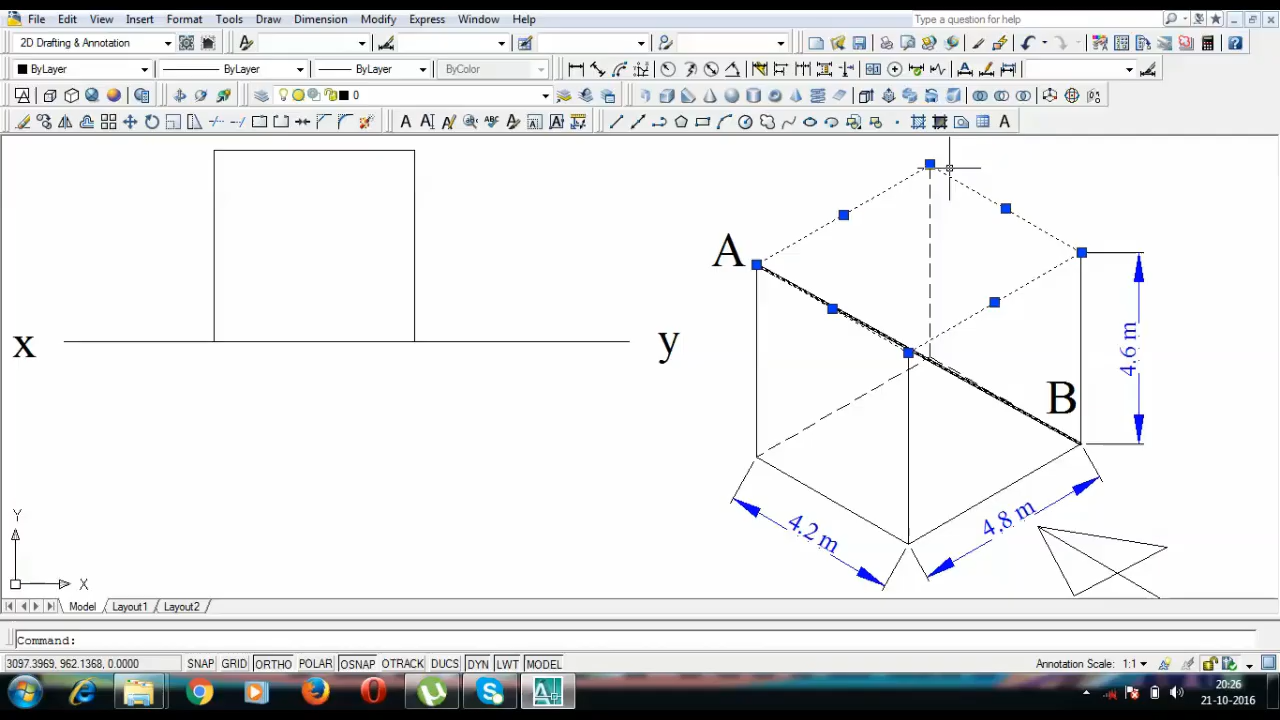 File Edit View Insert Format Tools Draw Dimension Modify Express Window Help Type a question for help
2D Drafting & Annotation
ByLayer ByLayer ByLayer ByColor
0
A
x y
4.6 m
B
4.2 m 4.8 m
Y
X
Model Layout1 Layout2
Command:
3097.3969, 962.1368, 0.0000 SNAP GRID ORTHO POLAR OSNAP OTRACK DUCS DYN LWT MODEL Annotation Scale: 1:1
20:26
21-10-2016